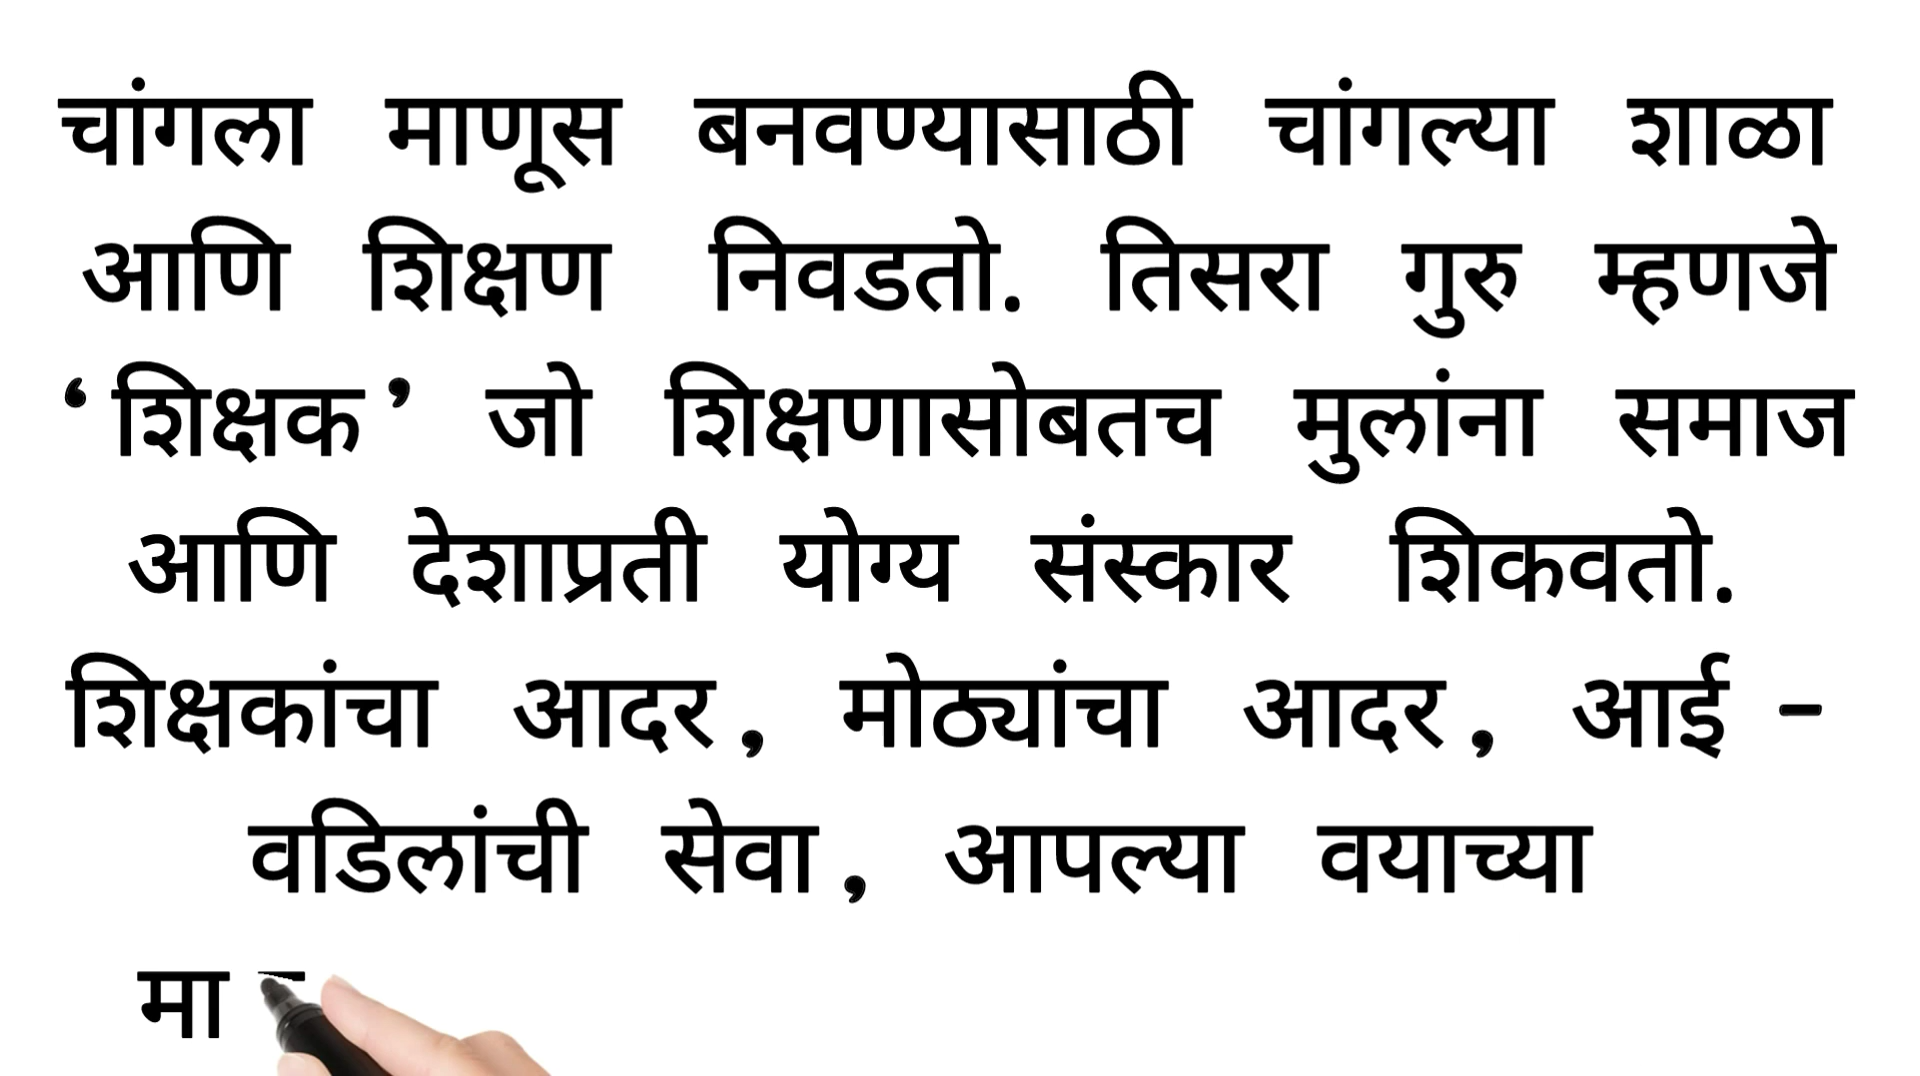 चांगला माणूस बनवण्यासाठी चांगल्या शाळा
आणि शिक्षण निवडतो. तिसरा गुरु म्हणजे
‘शिक्षक’ जो शिक्षणासोबतच मुलांना समाज
आणि देशाप्रती योग्य संस्कार शिकवतो.
शिक्षकांचा आदर, मोठ्यांचा आदर, आई -
वडिलांची सेवा, आपल्या वयाच्या
मा